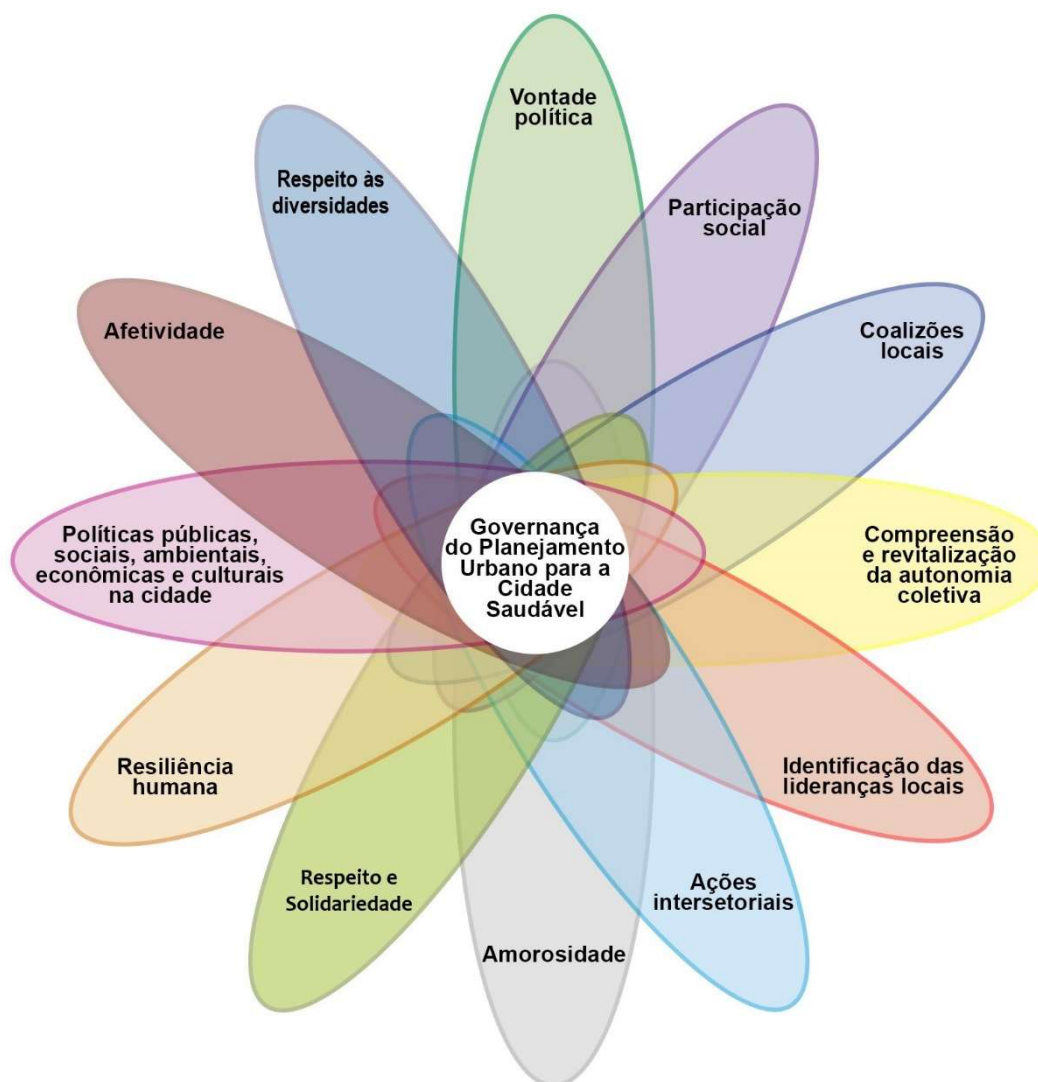 Vontade
política
Participação
social
Coalizões
locais
Compreensão
e revitalização
da autonomia
coletiva
Identificação das
lideranças locais
Ações
intersetoriais
Amorosidade
Respeito e
Solidariedade
Resiliência
humana
Políticas públicas,
sociais, ambientais,
econômicas e culturais
na cidade
Afetividade
Respeito às
diversidades
Governança
do Planejamento
Urbano para a
Cidade
Saudável